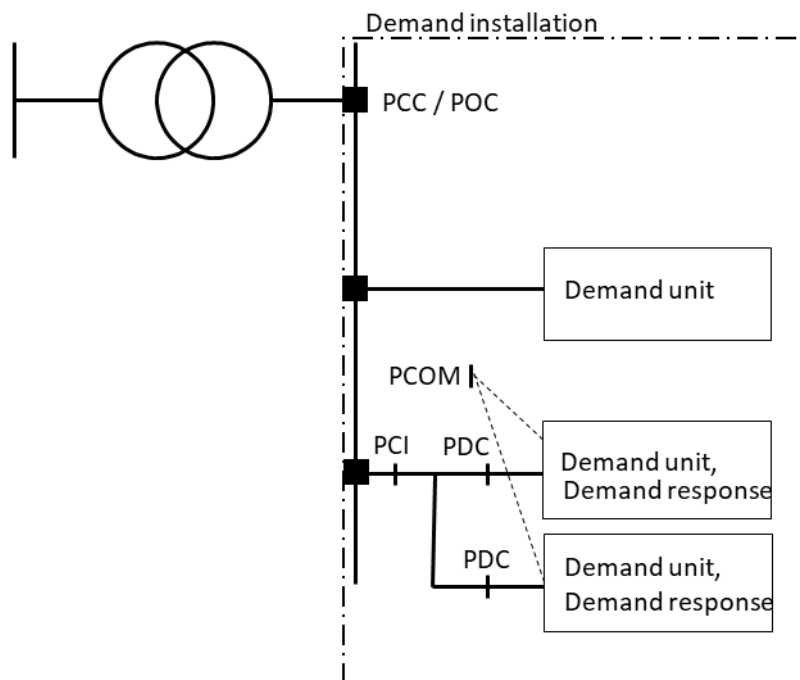 Demand installation
PCC / POC
Demand unit
PCOM
PCI
PDC
Demand unit,
Demand response
PDC
Demand unit,
Demand response